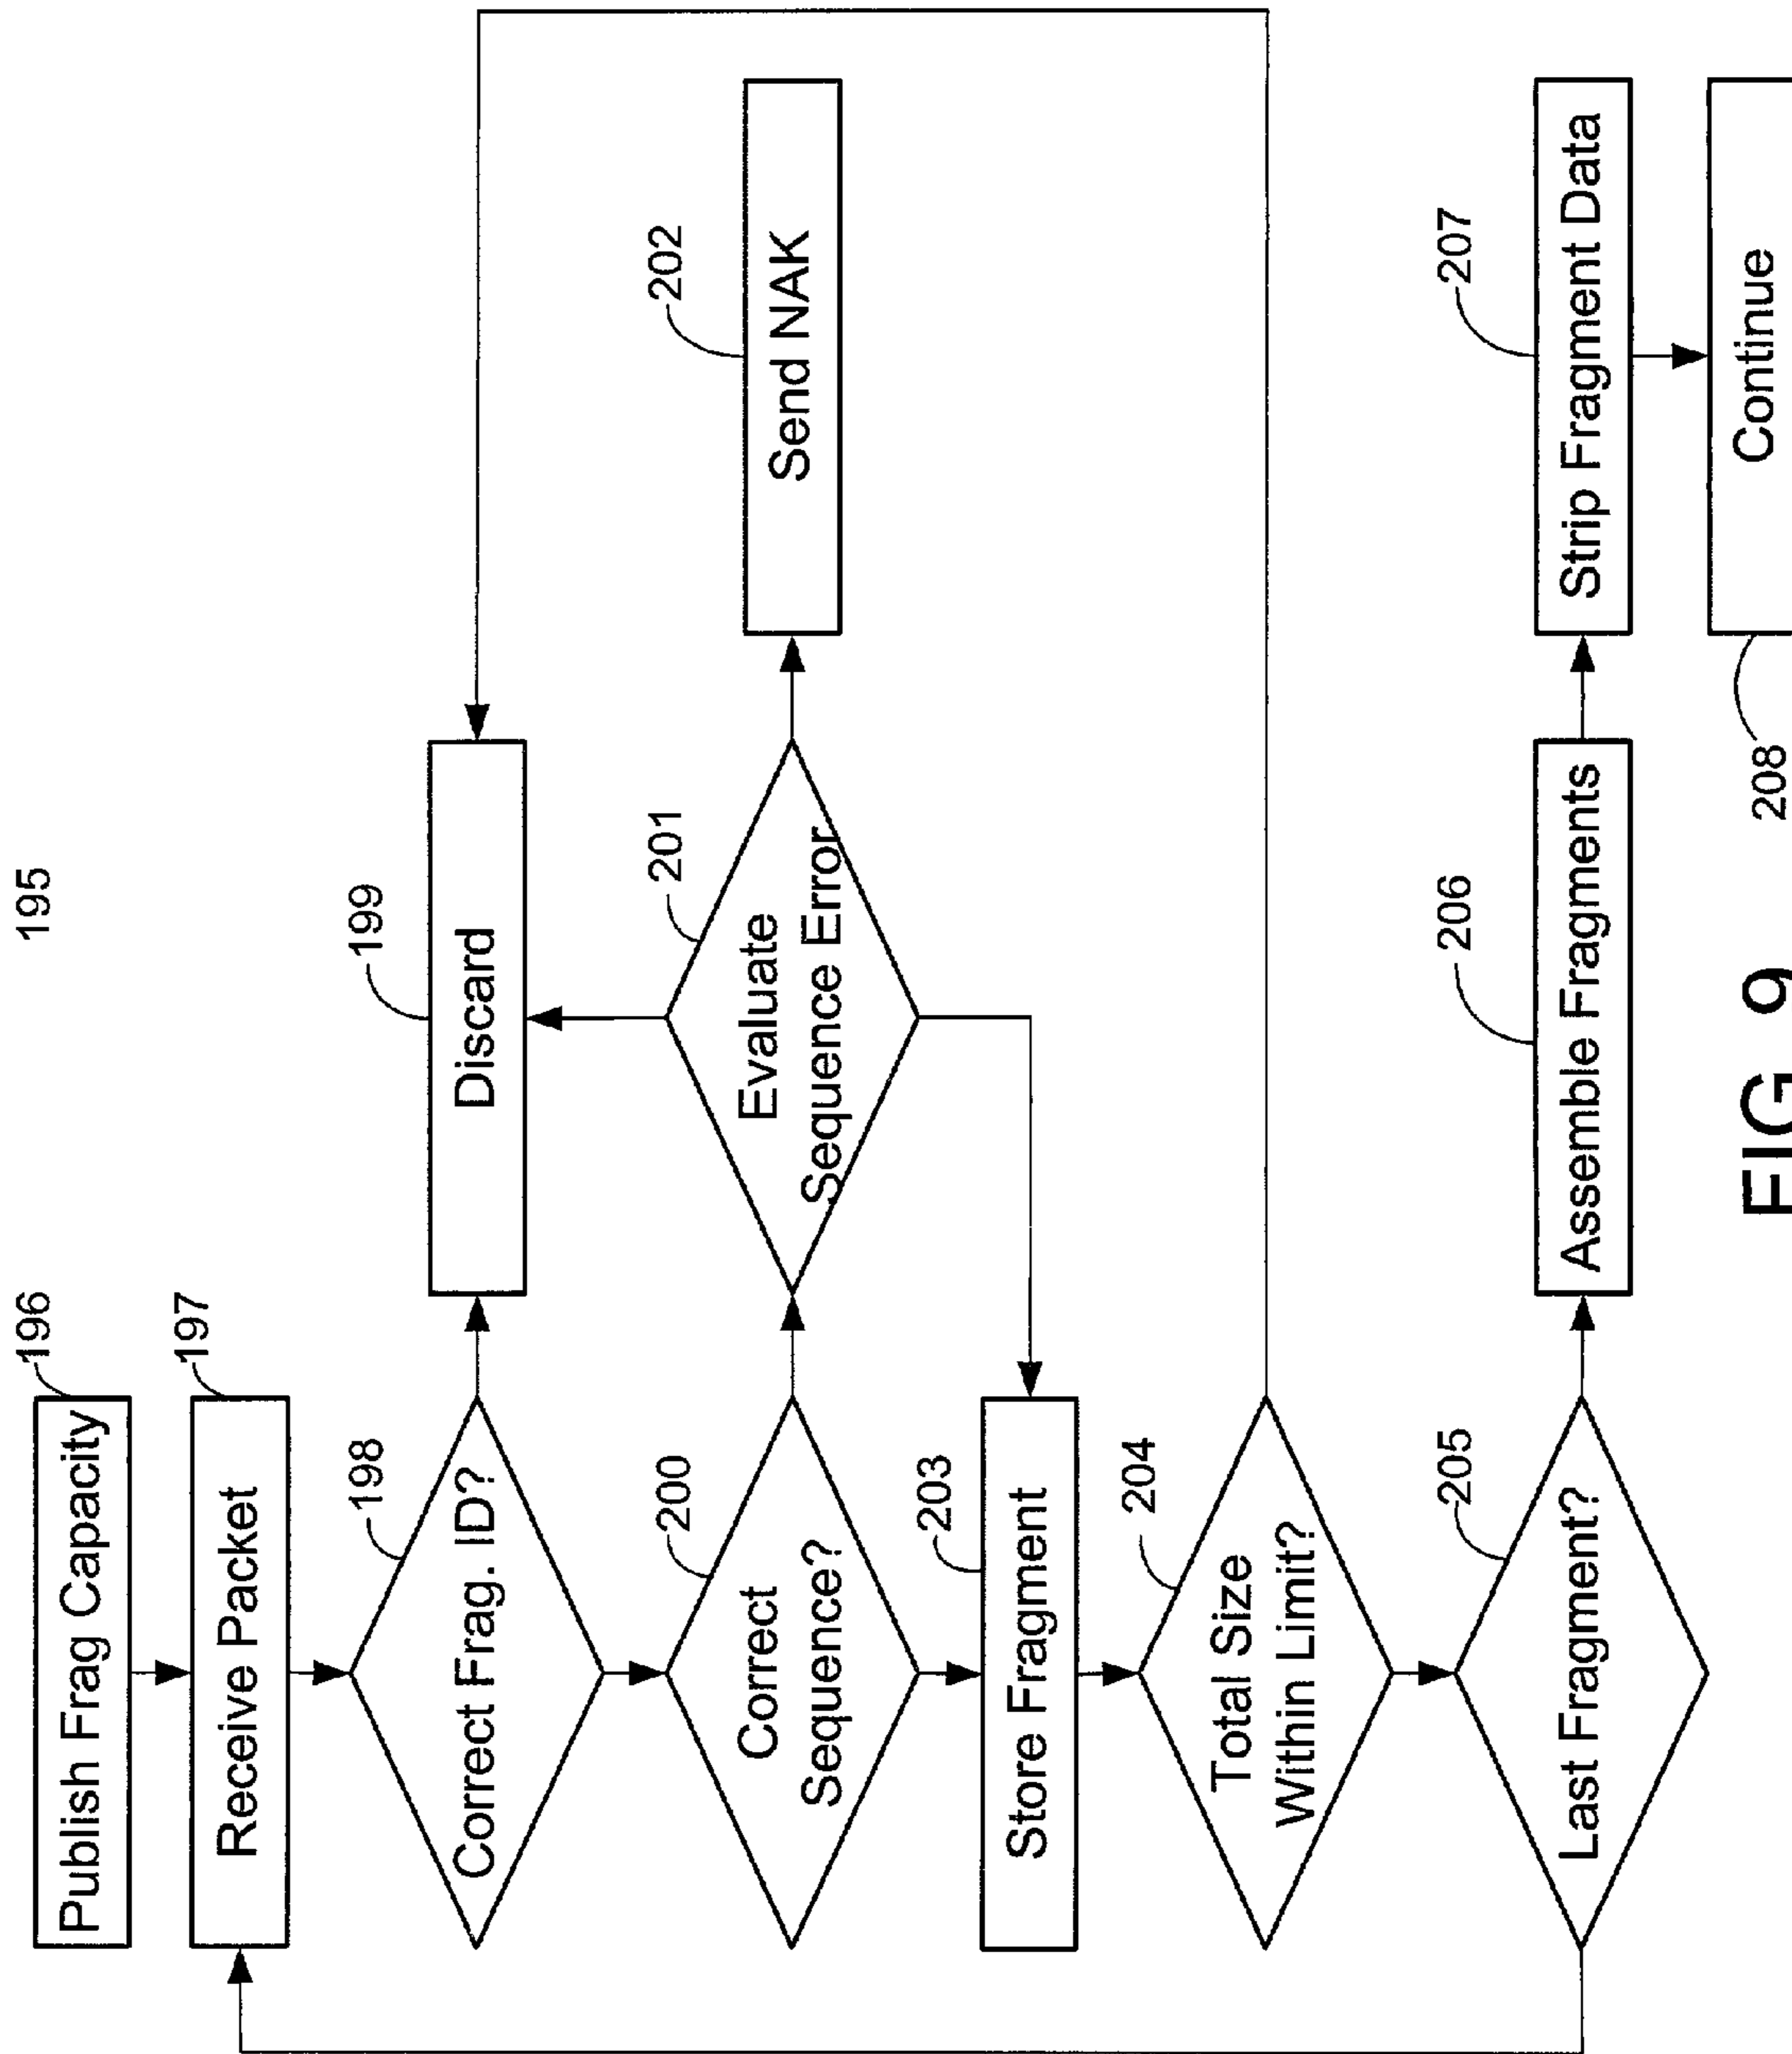 195
196
Publish Frag Capacity
197
Receive Packet
198
Correct Frag. ID?
199
Discard
200
Correct
Sequence?
201
Evaluate
Sequence Error
202
Send NAK
203
Store Fragment
204
Total Size
Within Limit?
205
Last Fragment?
206
Assemble Fragments
207
Strip Fragment Data
208
Continue
FIG. 9